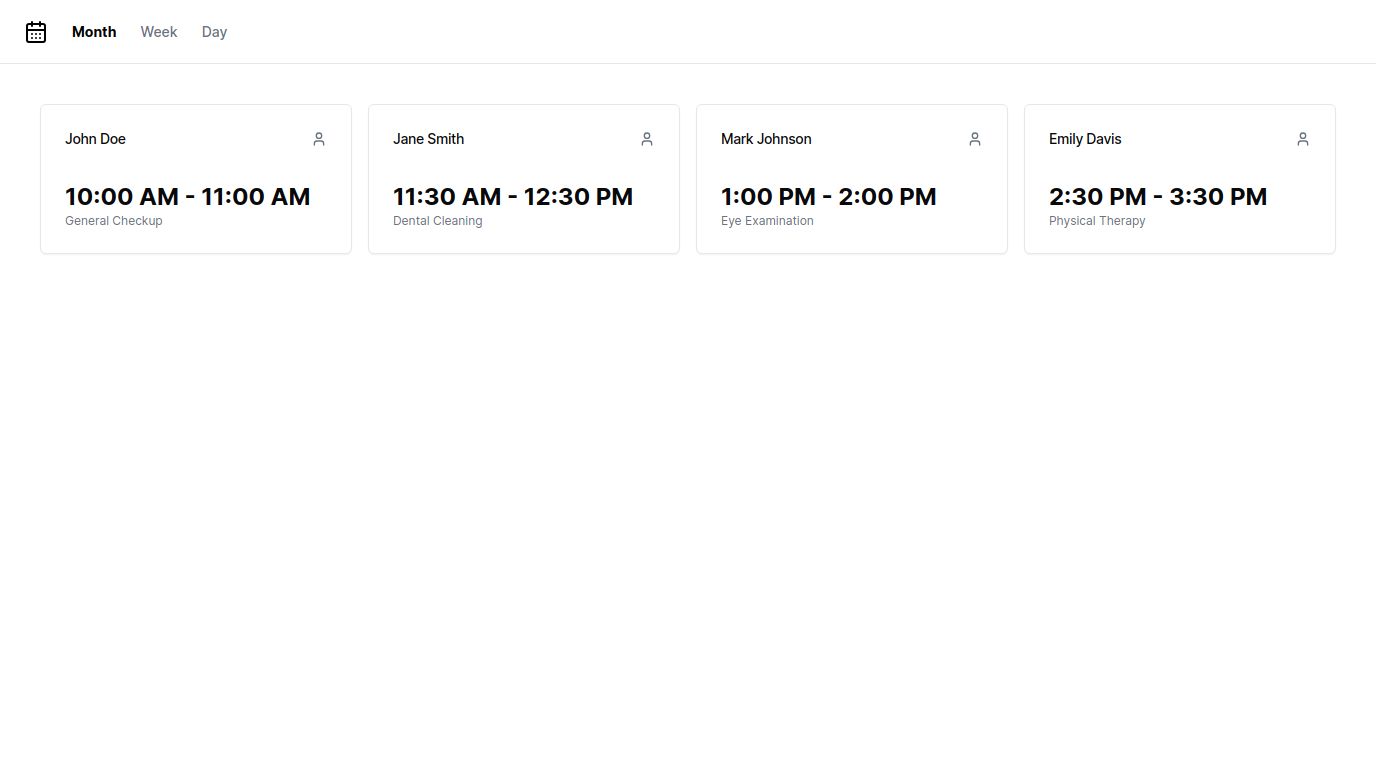 Month Week Day
John Doe
10:00 AM - 11:00 AM
General Checkup
Jane Smith
11:30 AM - 12:30 PM
Dental Cleaning
Mark Johnson
1:00 PM - 2:00 PM
Eye Examination
Emily Davis
2:30 PM - 3:30 PM
Physical Therapy